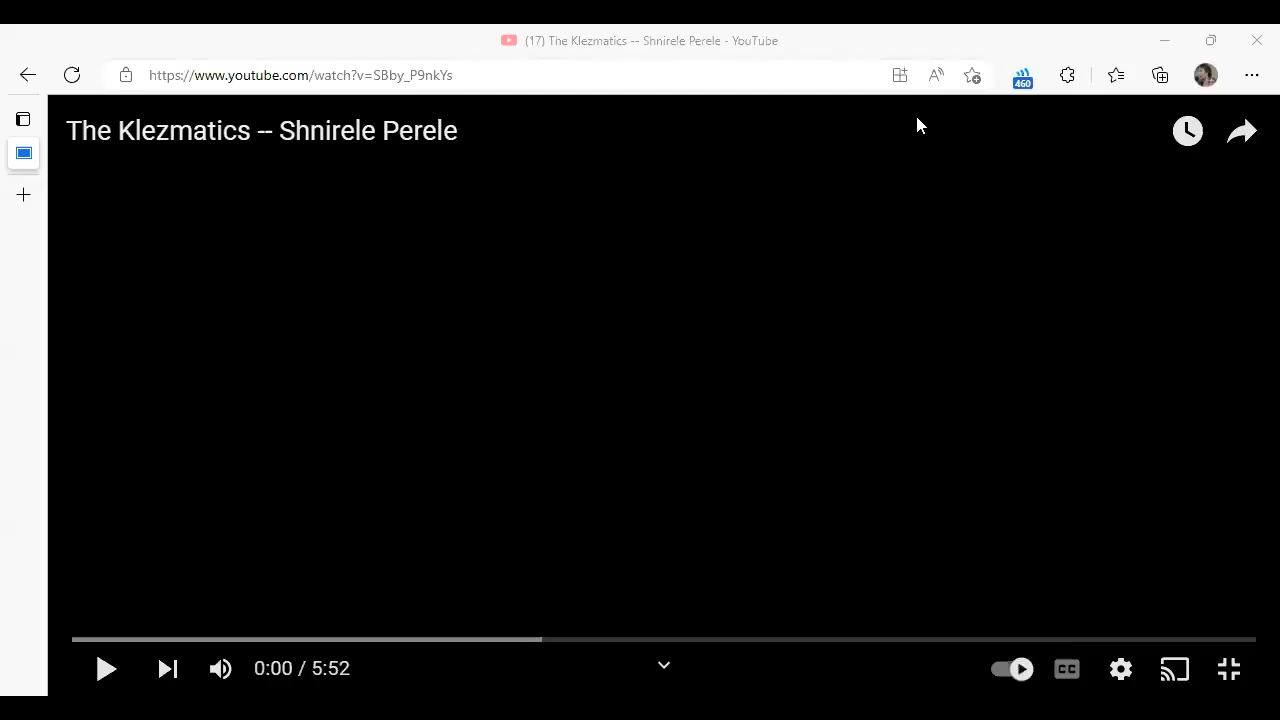 (17) The Klezmatics -- Shnirele Perele - YouTube
https://www.youtube.com/watch?v=SBby_P9nkYs
460
The Klezmatics -- Shnirele Perele
0:00 / 5:52
CC